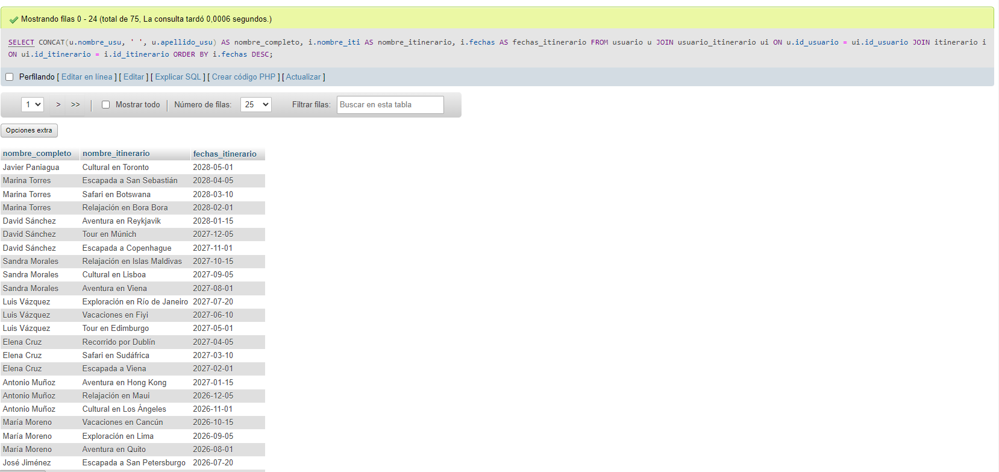 Mostrando filas 0 - 24 (total de 75, La consulta tardó 0,0006 segundos.)
SELECT CONCAT(u.nombre_usu, ' ', u.apellido_usu) AS nombre_completo, i.nombre_iti AS nombre_itinerario, i.fechas AS fechas_itinerario FROM usuario u JOIN usuario_itinerario ui ON u.id_usuario = ui.id_usuario JOIN itinerario i
ON ui.id_itinerario = i.id_itinerario ORDER BY i.fechas DESC;
Perfilando [ Editar en línea ] [ Editar ] [ Explicar SQL ] [ Crear código PHP ] [ Actualizar ]
1 > >> | Mostrar todo | Número de filas: 25 Filtrar filas: Buscar en esta tabla
Opciones extra
nombre_completo nombre_itinerario fechas_itinerario
Javier Paniagua Cultural en Toronto 2028-05-01
Marina Torres Escapada a San Sebastián 2028-04-05
Marina Torres Safari en Botswana 2028-03-10
Marina Torres Relajación en Bora Bora 2028-02-01
David Sánchez Aventura en Reykjavik 2028-01-15
David Sánchez Tour en Múnich 2027-12-05
David Sánchez Escapada a Copenhague 2027-11-01
Sandra Morales Relajación en Islas Maldivas 2027-10-15
Sandra Morales Cultural en Lisboa 2027-09-05
Sandra Morales Aventura en Viena 2027-08-01
Luis Vázquez Exploración en Río de Janeiro 2027-07-20
Luis Vázquez Vacaciones en Fiyi 2027-06-10
Luis Vázquez Tour en Edimburgo 2027-05-01
Elena Cruz Recorrido por Dublín 2027-04-05
Elena Cruz Safari en Sudáfrica 2027-03-10
Elena Cruz Escapada a Viena 2027-02-01
Antonio Muñoz Aventura en Hong Kong 2027-01-15
Antonio Muñoz Relajación en Maui 2026-12-05
Antonio Muñoz Cultural en Los Ángeles 2026-11-01
María Moreno Vacaciones en Cancún 2026-10-15
María Moreno Exploración en Lima 2026-09-05
María Moreno Aventura en Quito 2026-08-01
José Jiménez Escapada a San Petersburgo 2026-07-20